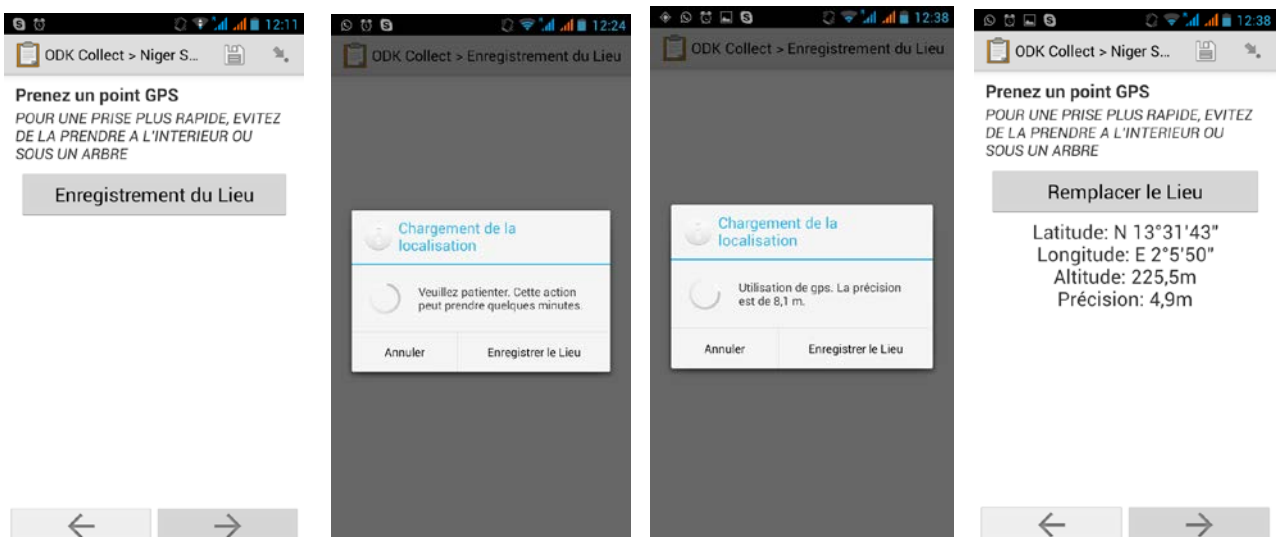 12:11
ODK Collect > Niger S...
Prenez un point GPS
POUR UNE PRISE PLUS RAPIDE, EVITEZ
DE LA PRENDRE A L'INTERIEUR OU
SOUS UN ARBRE
Enregistrement du Lieu
12:24
ODK Collect > Enregistrement du Lieu
Chargement de la
localisation
Veuillez patienter. Cette action
peut prendre quelques minutes.
Annuler Enregistrer le Lieu
12:38
ODK Collect > Enregistrement du Lieu
Chargement de la
localisation
Utilisation de gps. La précision
est de 8,1 m.
Annuler Enregistrer le Lieu
12:38
ODK Collect > Niger S...
Prenez un point GPS
POUR UNE PRISE PLUS RAPIDE, EVITEZ
DE LA PRENDRE A L'INTERIEUR OU
SOUS UN ARBRE
Remplacer le Lieu
Latitude: N 13°31'43"
Longitude: E 2°5'50"
Altitude: 225,5m
Précision: 4,9m